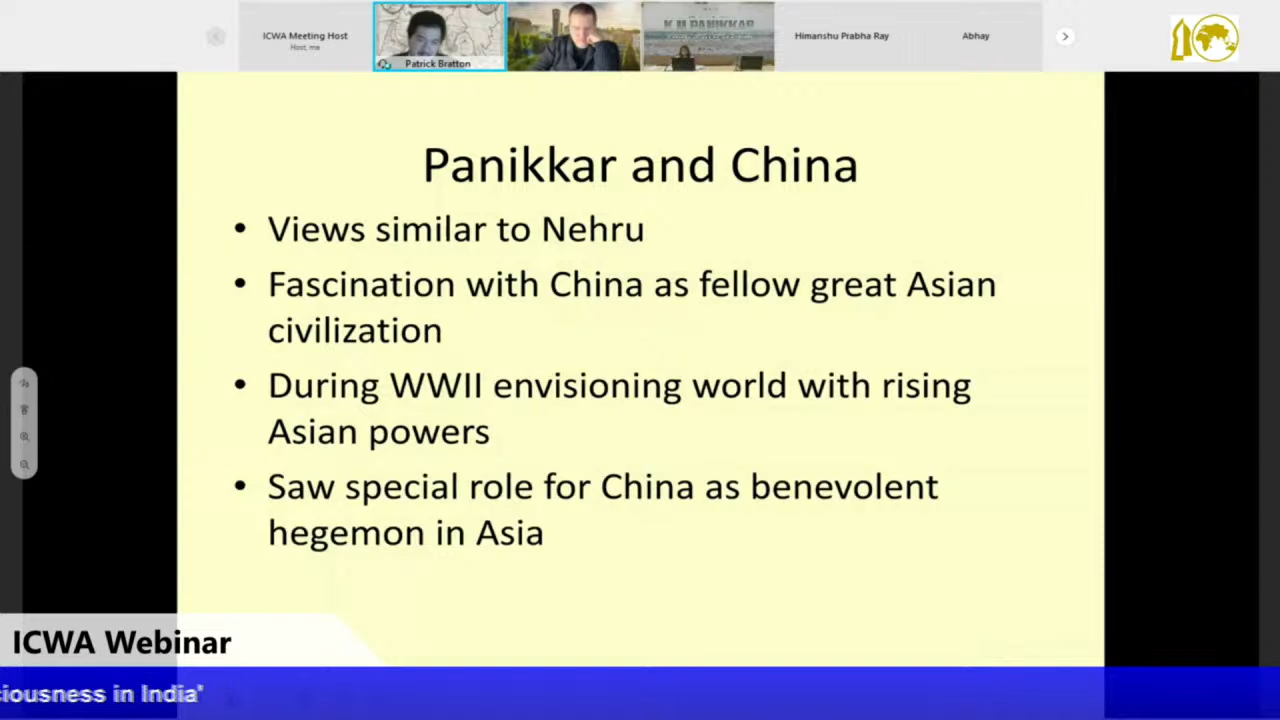 ICWA Meeting Host
Host, me
Patrick Bratton
K M PANIKKAR
Himanshu Prabha Ray
Abhay
10
Panikkar and China
• Views similar to Nehru
• Fascination with China as fellow great Asian
civilization
• During WWII envisioning world with rising
Asian powers
• Saw special role for China as benevolent
hegemon in Asia
ICWA Webinar
ciousness in India'